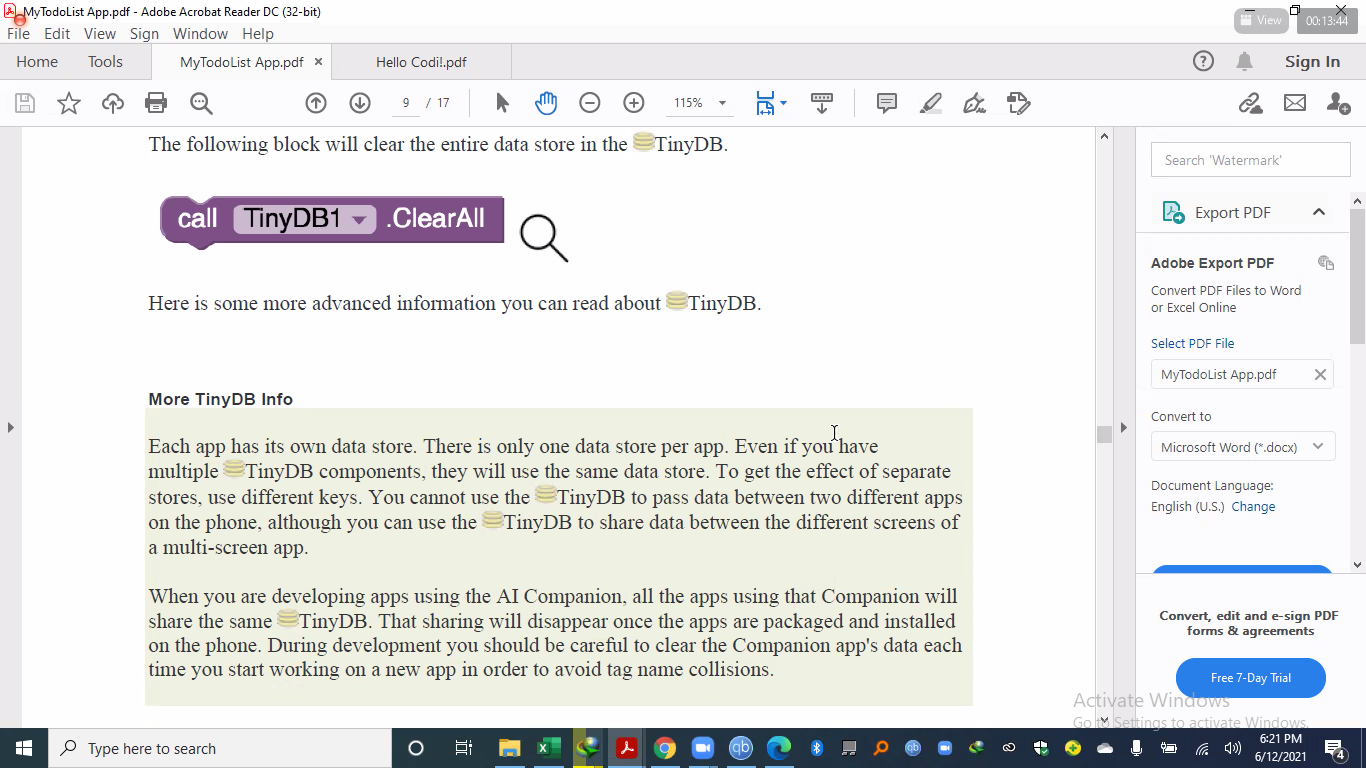 MyTodoList App.pdf - Adobe Acrobat Reader DC (32-bit)
View
00:13:44
File Edit View Sign Window Help
Home Tools MyTodoList App.pdf Hello Codi!.pdf Sign In
9 / 17 115%
The following block will clear the entire data store in the TinyDB.
call TinyDB1 .ClearAll
Here is some more advanced information you can read about TinyDB.
More TinyDB Info
Each app has its own data store. There is only one data store per app. Even if you have
multiple TinyDB components, they will use the same data store. To get the effect of separate
stores, use different keys. You cannot use the TinyDB to pass data between two different apps
on the phone, although you can use the TinyDB to share data between the different screens of
a multi-screen app.
When you are developing apps using the AI Companion, all the apps using that Companion will
share the same TinyDB. That sharing will disappear once the apps are packaged and installed
on the phone. During development you should be careful to clear the Companion app's data each
time you start working on a new app in order to avoid tag name collisions.
Search 'Watermark'
Export PDF
Adobe Export PDF
Convert PDF Files to Word
or Excel Online
Select PDF File
MyTodoList App.pdf
Convert to
Microsoft Word (*.docx)
Document Language:
English (U.S.) Change
Convert, edit and e-sign PDF
forms & agreements
Free 7-Day Trial
Activate Windows
Go to Settings to activate Windows.
Type here to search
qb
qb
6:21 PM
6/12/2021
4